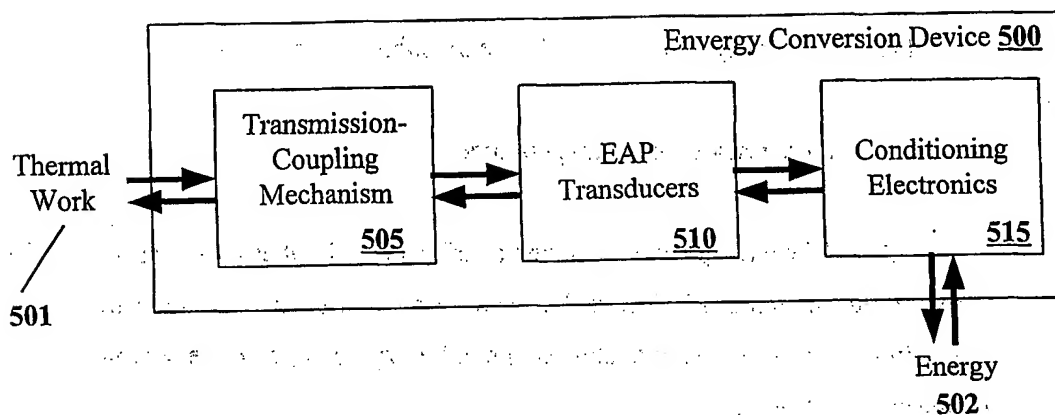 Envergy Conversion Device 500
Transmission-
Coupling
Mechanism
505
EAP
Transducers
510
Conditioning
Electronics
515
Thermal
Work
501
Energy
502